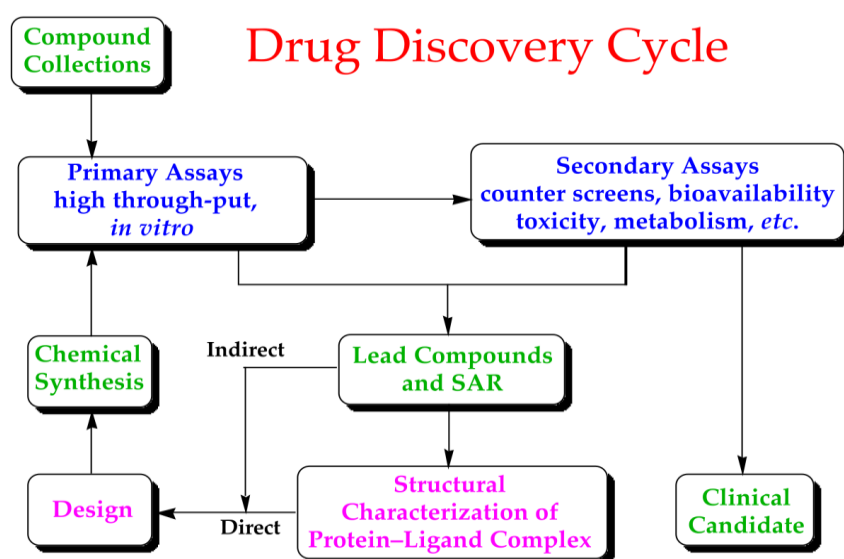 Compound
Collections
Drug Discovery Cycle
Primary Assays
high through-put,
in vitro
Secondary Assays
counter screens, bioavailability
toxicity, metabolism, etc.
Chemical
Synthesis
Indirect
Lead Compounds
and SAR
Design
Direct
Structural
Characterization of
Protein–Ligand Complex
Clinical
Candidate